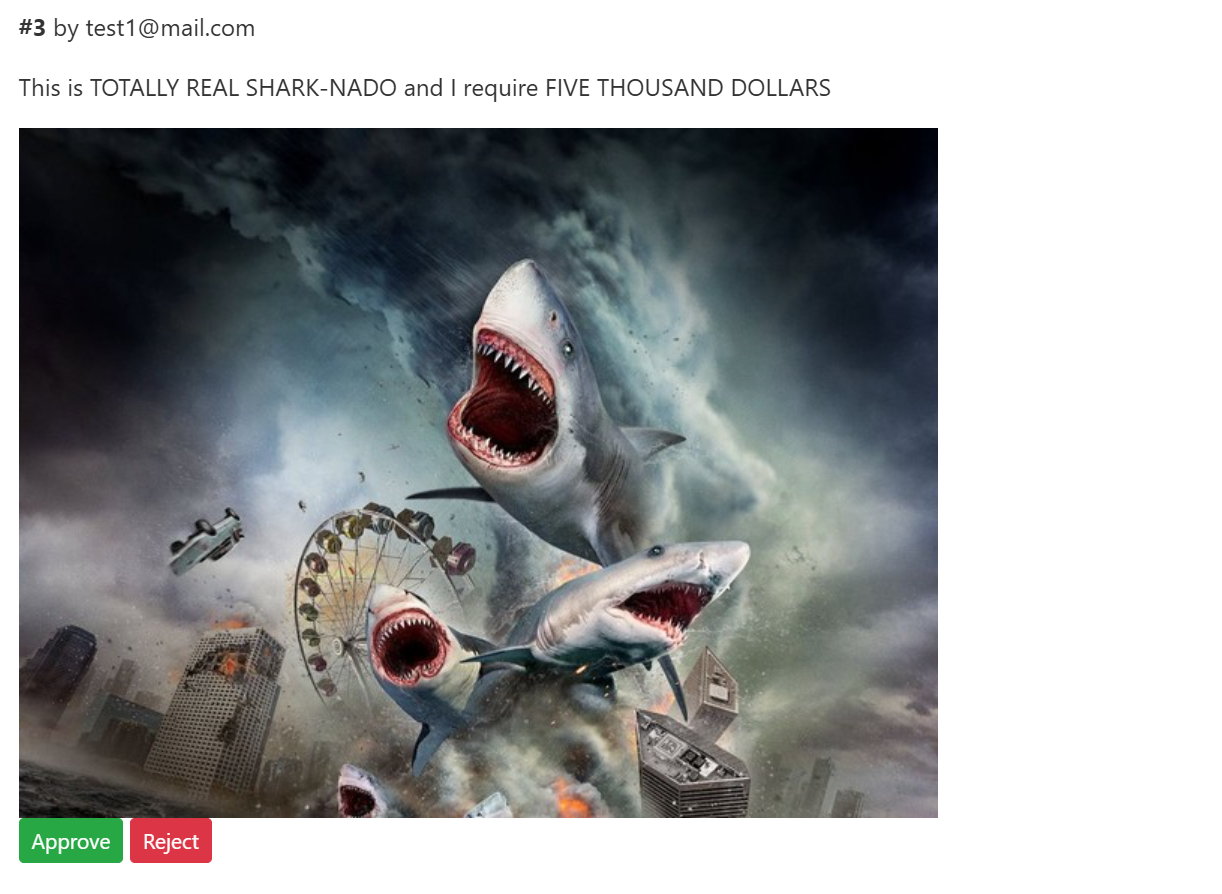 #3 by test1@mail.com
This is TOTALLY REAL SHARK-NADO and I require FIVE THOUSAND DOLLARS
Approve Reject